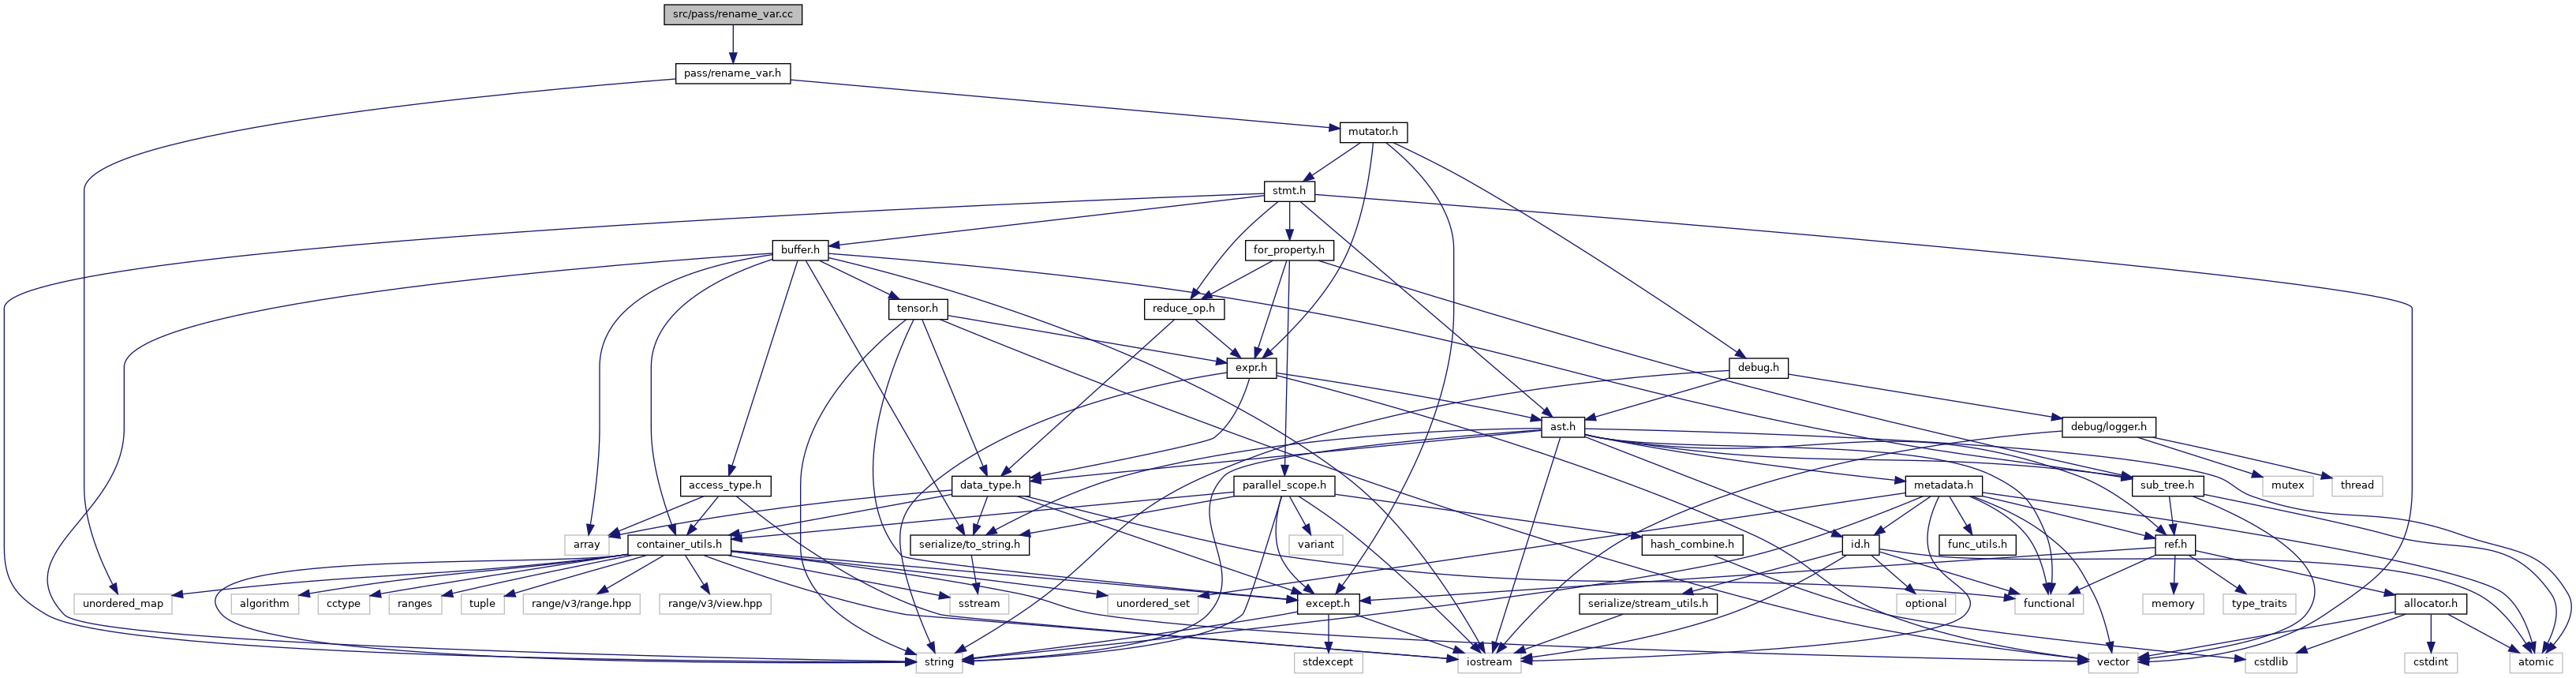 src/pass/rename_var.cc
pass/rename_var.h
mutator.h
stmt.h
buffer.h
for_property.h
tensor.h
reduce_op.h
expr.h
debug.h
ast.h
debug/logger.h
access_type.h
data_type.h
parallel_scope.h
metadata.h
sub_tree.h
mutex
thread
array
container_utils.h
serialize/to_string.h
variant
hash_combine.h
id.h
func_utils.h
ref.h
unordered_map
algorithm
cctype
ranges
tuple
range/v3/range.hpp
range/v3/view.hpp
sstream
unordered_set
except.h
serialize/stream_utils.h
optional
functional
memory
type_traits
allocator.h
string
stdexcept
iostream
vector
cstdlib
cstdint
atomic